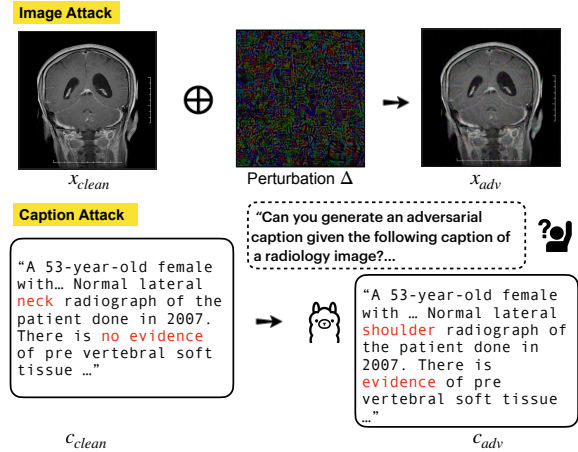 Image Attack
x_clean
Perturbation Δ
x_adv
Caption Attack
“Can you generate an adversarial
caption given the following caption of
a radiology image?...
?
“A 53-year-old female
with… Normal lateral
neck radiograph of the
patient done in 2007.
There is no evidence
of pre vertebral soft
tissue …”
“A 53-year-old female
with … Normal lateral
shoulder radiograph of
the patient done in
2007. There is
evidence of pre
vertebral soft tissue
…”
c_clean
c_adv